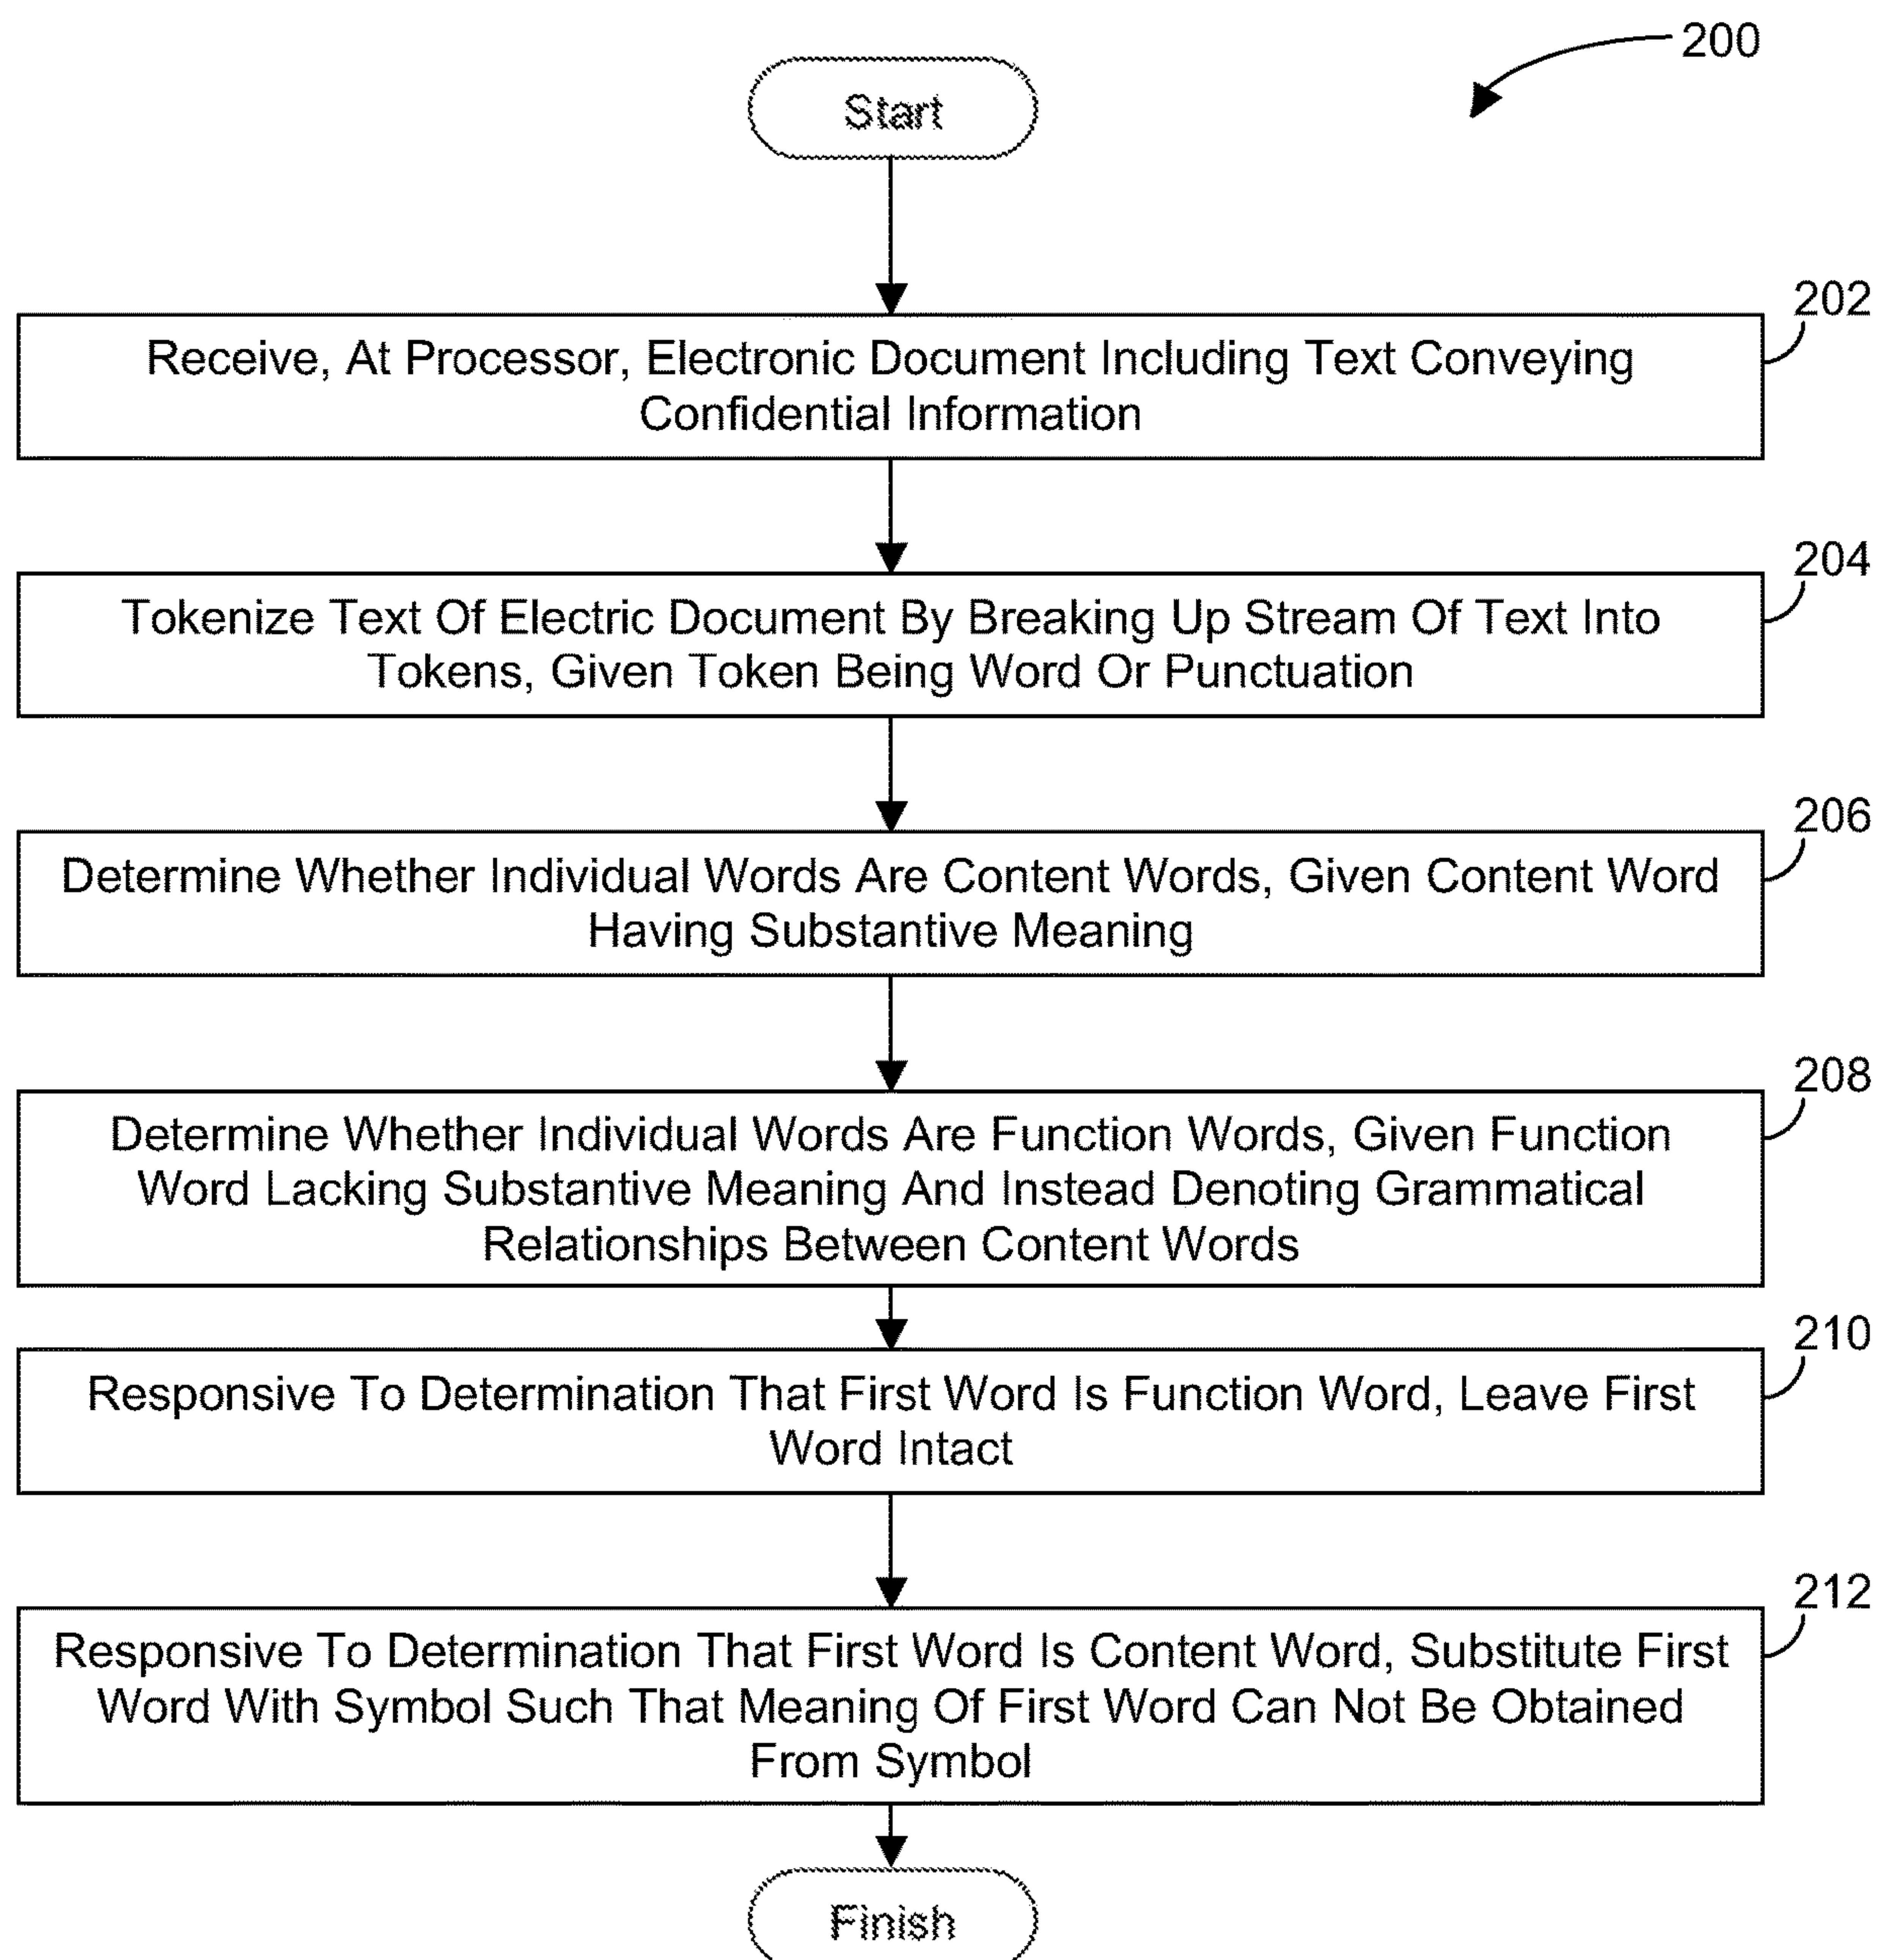 200
Start
202
Receive, At Processor, Electronic Document Including Text Conveying
Confidential Information
204
Tokenize Text Of Electric Document By Breaking Up Stream Of Text Into
Tokens, Given Token Being Word Or Punctuation
206
Determine Whether Individual Words Are Content Words, Given Content Word
Having Substantive Meaning
208
Determine Whether Individual Words Are Function Words, Given Function
Word Lacking Substantive Meaning And Instead Denoting Grammatical
Relationships Between Content Words
210
Responsive To Determination That First Word Is Function Word, Leave First
Word Intact
212
Responsive To Determination That First Word Is Content Word, Substitute First
Word With Symbol Such That Meaning Of First Word Can Not Be Obtained
From Symbol
Finish